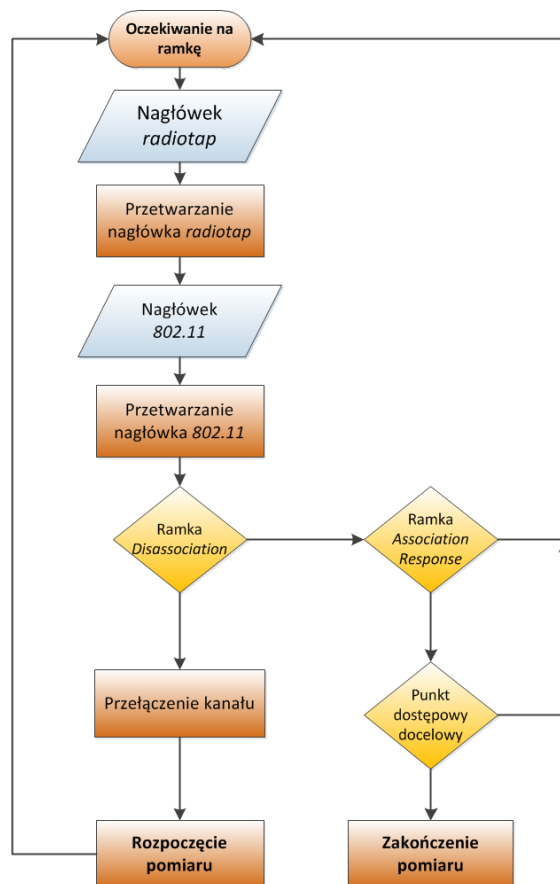 Oczekiwanie na
ramkę
Nagłówek
radiotap
Przetwarzanie
nagłówka radiotap
Nagłówek
802.11
Przetwarzanie
nagłówka 802.11
Ramka
Disassociation
Ramka
Association
Response
Przełączenie kanału
Punkt
dostępowy
docelowy
Rozpoczęcie
pomiaru
Zakończenie
pomiaru